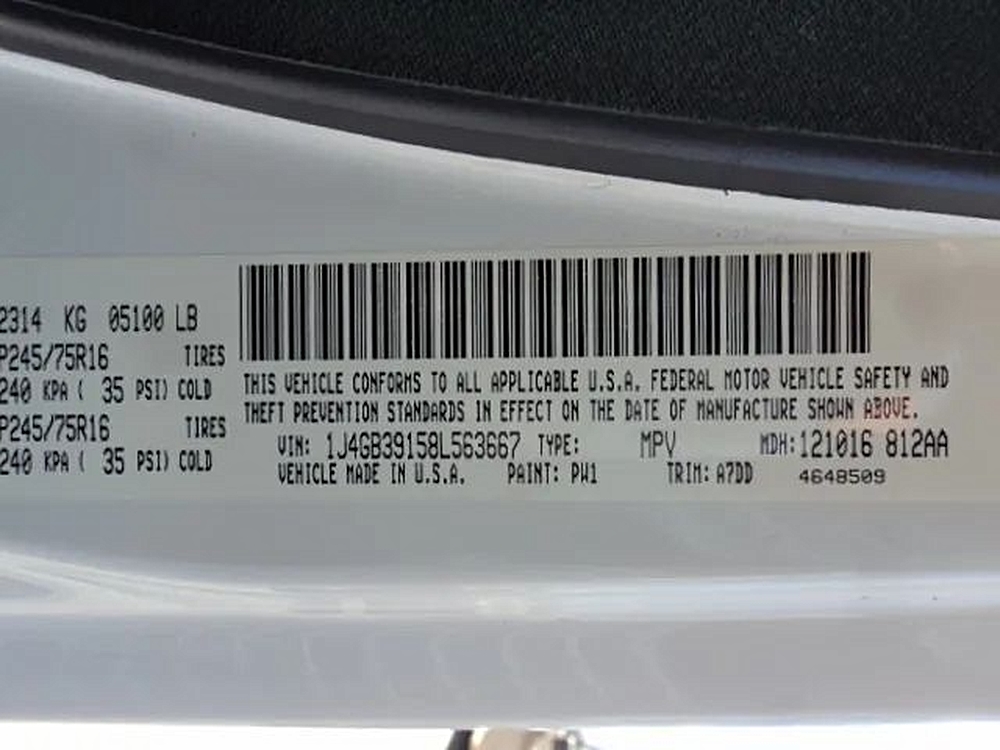 2314 KG 05100 LB
P245/75R16 TIRES
240 KPA ( 35 PSI) COLD
P245/75R16 TIRES
240 KPA ( 35 PSI) COLD
THIS VEHICLE CONFORMS TO ALL APPLICABLE U.S.A. FEDERAL MOTOR VEHICLE SAFETY AND
THEFT PREVENTION STANDARDS IN EFFECT ON THE DATE OF MANUFACTURE SHOWN ABOVE.
VIN: 1J4GB39158L563667 TYPE: MPV MDH:121016 812AA
VEHICLE MADE IN U.S.A. PAINT: PW1 TRIM: A7DD 4648509